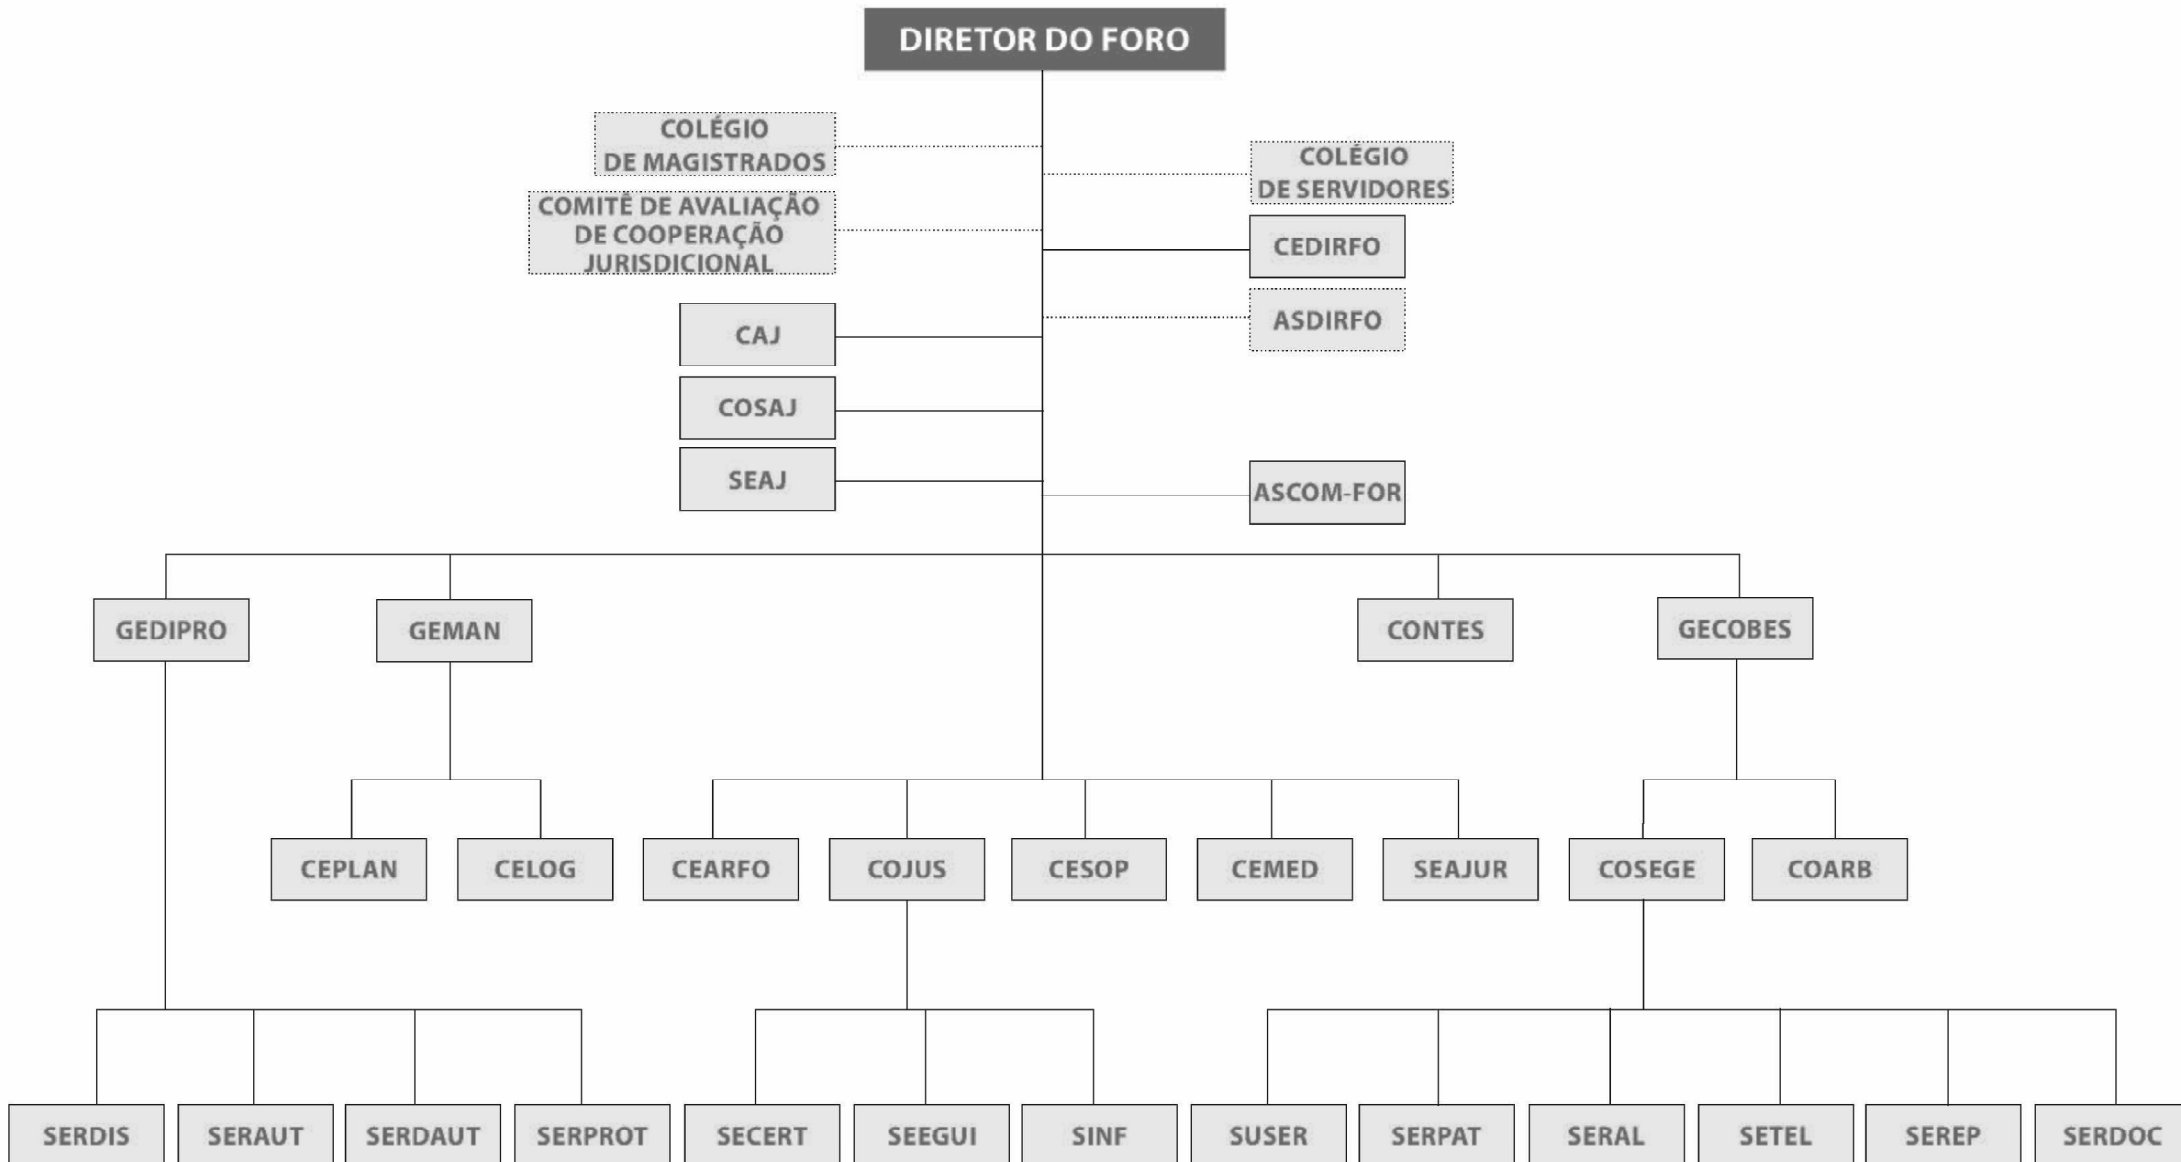 DIRETOR DO FORO
COLÉGIO
DE MAGISTRADOS
COLÉGIO
DE SERVIDORES
COMITÊ DE AVALIAÇÃO
DE COOPERAÇÃO
JURISDICIONAL
CEDIRFO
ASDIRFO
CAJ
COSAJ
SEAJ
ASCOM-FOR
GEDIPRO
GEMAN
CONTES
GECOBES
CEPLAN
CELOG
CEARFO
COJUS
CESOP
CEMED
SEAJUR
COSEGE
COARB
SERDIS
SERAUT
SERDAUT
SERPROT
SECERT
SEEGUI
SINF
SUSER
SERPAT
SERAL
SETEL
SEREP
SERDOC